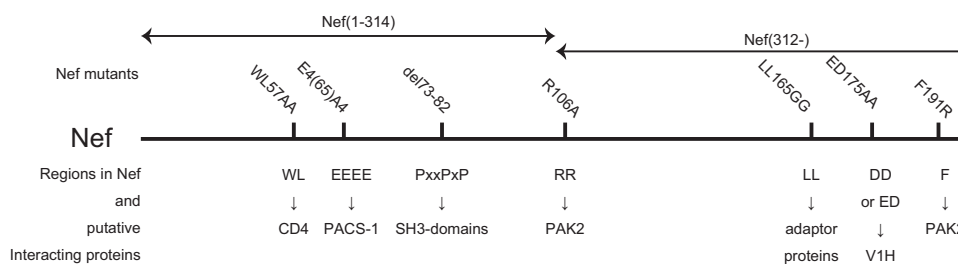 Nef(1-314)
Nef(312-)
Nef mutants
WL57AA
E4(65)A4
del73-82
R106A
LL165GG
ED175AA
F191R
Nef
Regions in Nef WL EEEE PxxPxP RR LL DD F
and ↓ ↓ ↓ ↓ ↓ or ED ↓
putative CD4 PACS-1 SH3-domains PAK2 adaptor ↓ PAK2
Interacting proteins proteins V1H